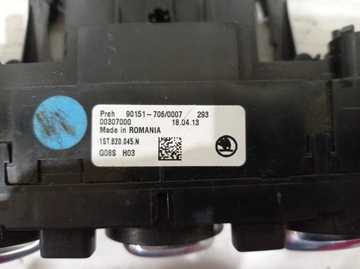 Preh 90151-706/0007 293
00307000 18.04.13
Made in ROMANIA
1ST.820.045.N
G08S H03